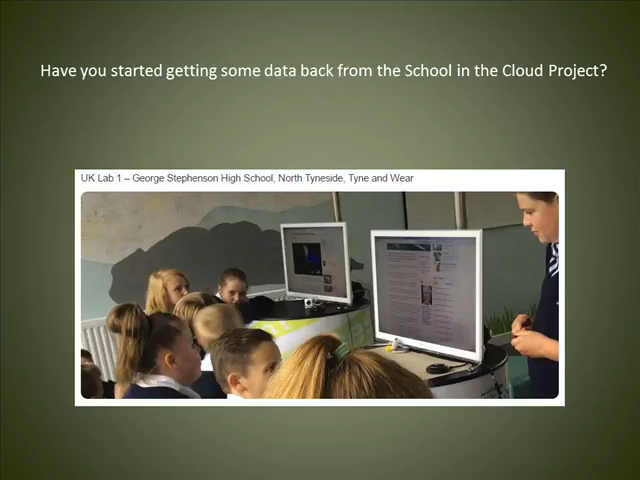 Have you started getting some data back from the School in the Cloud Project?
UK Lab 1 – George Stephenson High School, North Tyneside, Tyne and Wear